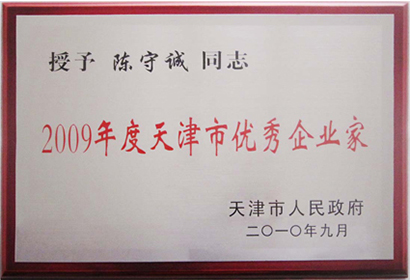 授予 陈守诚 同志
2009年度天津市优秀企业家
天津市人民政府
二〇一〇年九月